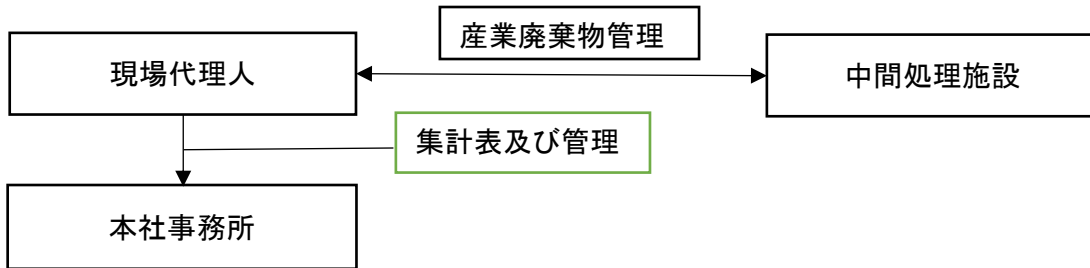 産業廃棄物管理
現場代理人
中間処理施設
集計表及び管理
本社事務所